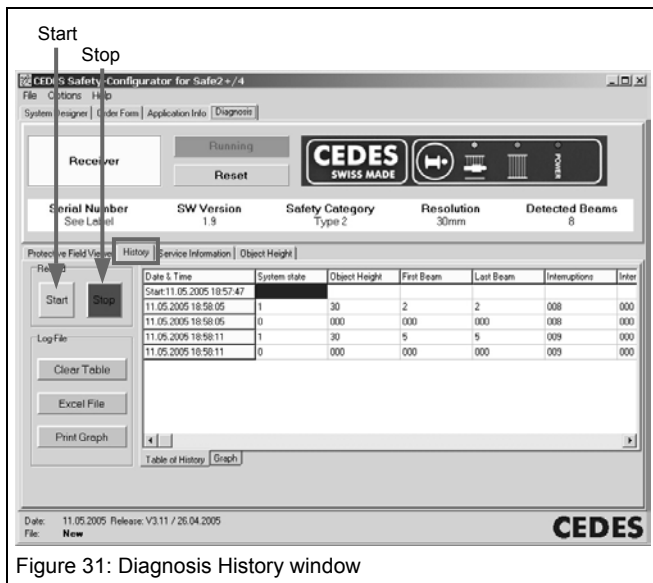 Start
Stop
CEDES Safety-Configurator for Safe2+/4
File Options Help
System Designer Order Form Application Info Diagnosis
Receiver
Running
Reset
CEDES
SWISS MADE
POWER
Serial Number SW Version Safety Category Resolution Detected Beams
See Label 1.9 Type 2 30mm 8
Protective Field Viewer History Service Information Object Height
Record
Start Stop
Log-File
Clear Table
Excel File
Print Graph
Date & Time System state Object Height First Beam Last Beam Interruptions Inter
Start:11.05.2005 18:57:47
11.05.2005 18:58:05 1 30 2 2 008 000
11.05.2005 18:58:05 0 000 000 000 008 000
11.05.2005 18:58:11 1 30 5 5 009 000
11.05.2005 18:58:11 0 000 000 000 009 000
Table of History Graph
Date: 11.05.2005 Release: V3.11 / 26.04.2005
File: New
CEDES
Figure 31: Diagnosis History window